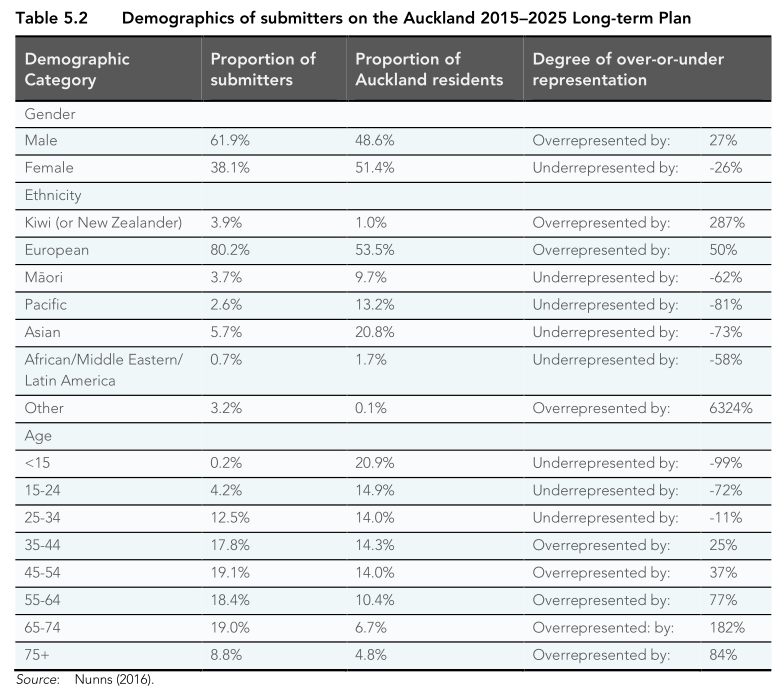 Table 5.2 Demographics of submitters on the Auckland 2015–2025 Long-term Plan
Demographic Category Proportion of submitters Proportion of Auckland residents Degree of over-or-under representation
Gender
Male 61.9% 48.6% Overrepresented by: 27%
Female 38.1% 51.4% Underrepresented by: -26%
Ethnicity
Kiwi (or New Zealander) 3.9% 1.0% Overrepresented by: 287%
European 80.2% 53.5% Overrepresented by: 50%
Māori 3.7% 9.7% Underrepresented by: -62%
Pacific 2.6% 13.2% Underrepresented by: -81%
Asian 5.7% 20.8% Underrepresented by: -73%
African/Middle Eastern/ 0.7% 1.7% Underrepresented by: -58%
Latin America
Other 3.2% 0.1% Overrepresented by: 6324%
Age
<15 0.2% 20.9% Underrepresented by: -99%
15-24 4.2% 14.9% Underrepresented by: -72%
25-34 12.5% 14.0% Underrepresented by: -11%
35-44 17.8% 14.3% Overrepresented by: 25%
45-54 19.1% 14.0% Overrepresented by: 37%
55-64 18.4% 10.4% Overrepresented by: 77%
65-74 19.0% 6.7% Overrepresented: by: 182%
75+ 8.8% 4.8% Overrepresented by: 84%
Source: Nunns (2016).